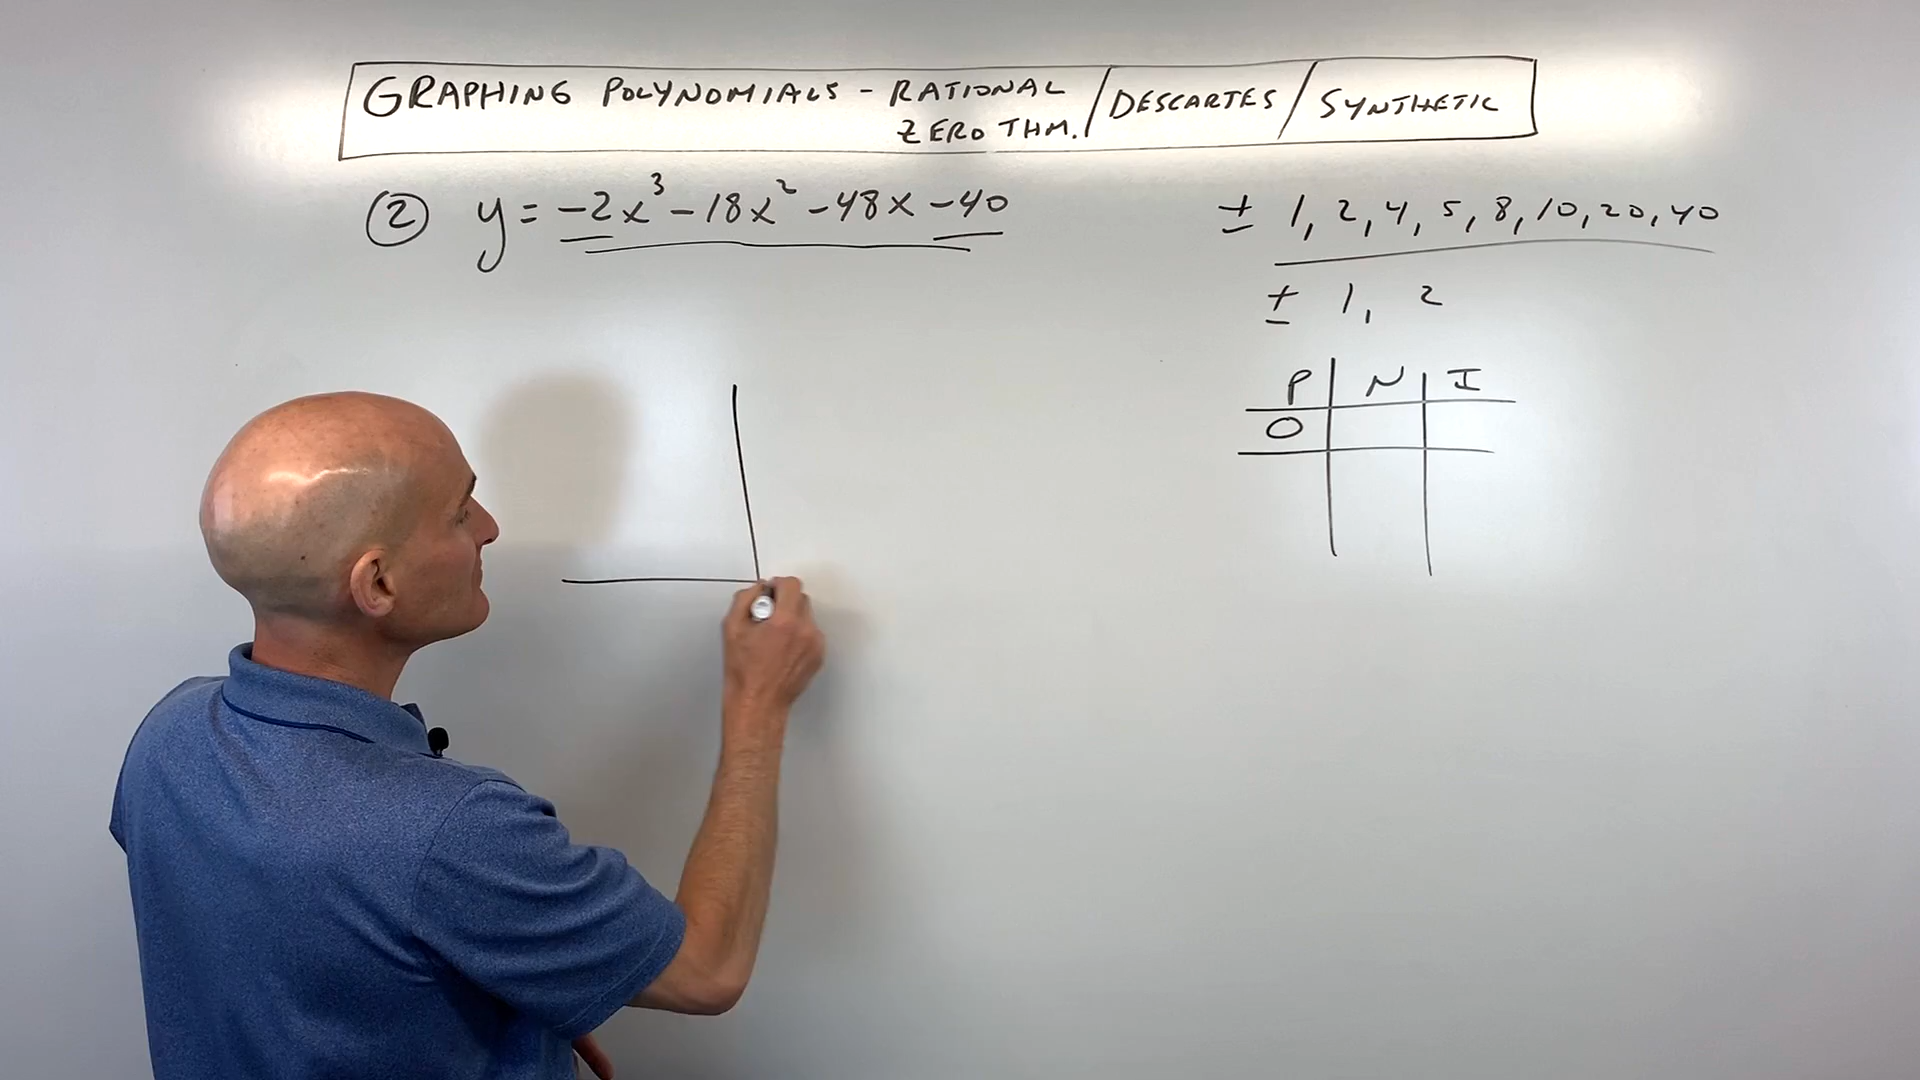 GRAPHING POLYNOMIALS - RATIONAL ZERO THM. / DESCARTES / SYNTHETIC
② y = -2x³ - 18x² - 48x - 40
± 1, 2, 4, 5, 8, 10, 20, 40
± 1, 2
P N I
0